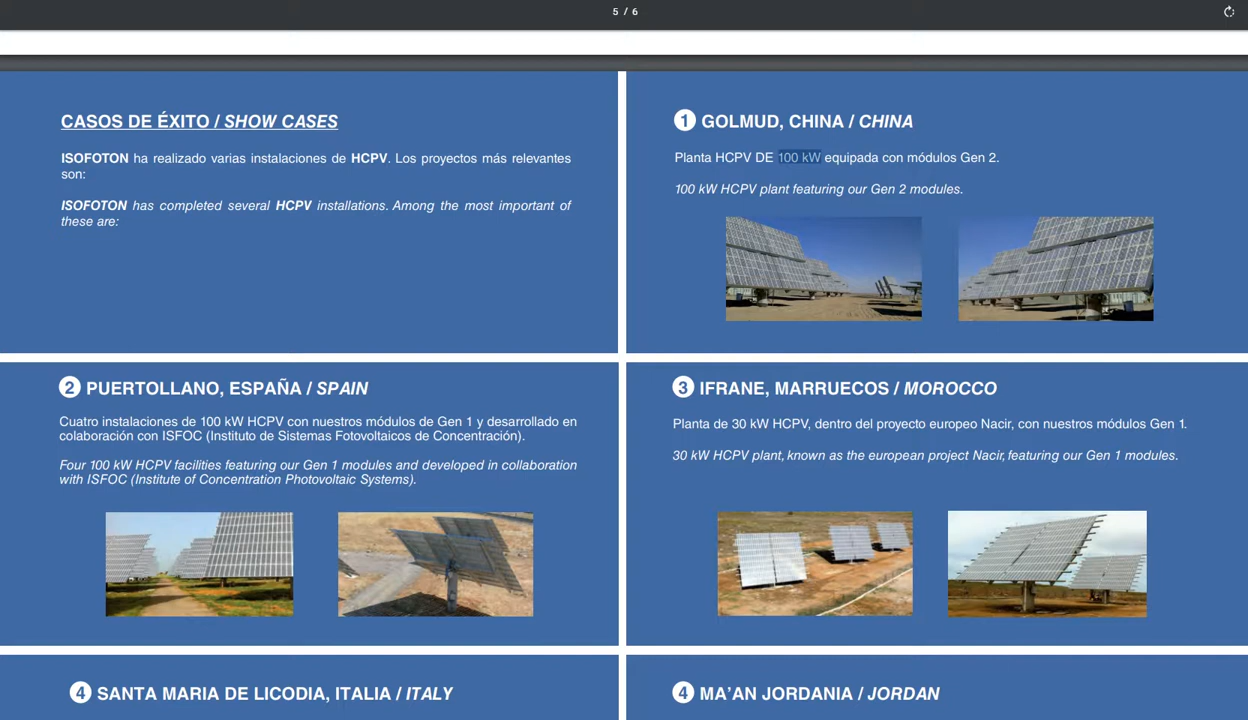 5 / 6
CASOS DE ÉXITO / SHOW CASES
ISOFOTON ha realizado varias instalaciones de HCPV. Los proyectos más relevantes
son:
ISOFOTON has completed several HCPV installations. Among the most important of
these are:
1 GOLMUD, CHINA / CHINA
Planta HCPV DE 100 kW equipada con módulos Gen 2.
100 kW HCPV plant featuring our Gen 2 modules.
2 PUERTOLLANO, ESPAÑA / SPAIN
Cuatro instalaciones de 100 kW HCPV con nuestros módulos de Gen 1 y desarrollado en
colaboración con ISFOC (Instituto de Sistemas Fotovoltaicos de Concentración).
Four 100 kW HCPV facilities featuring our Gen 1 modules and developed in collaboration
with ISFOC (Institute of Concentration Photovoltaic Systems).
3 IFRANE, MARRUECOS / MOROCCO
Planta de 30 kW HCPV, dentro del proyecto europeo Nacir, con nuestros módulos Gen 1.
30 kW HCPV plant, known as the european project Nacir, featuring our Gen 1 modules.
4 SANTA MARIA DE LICODIA, ITALIA / ITALY
4 MA'AN JORDANIA / JORDAN